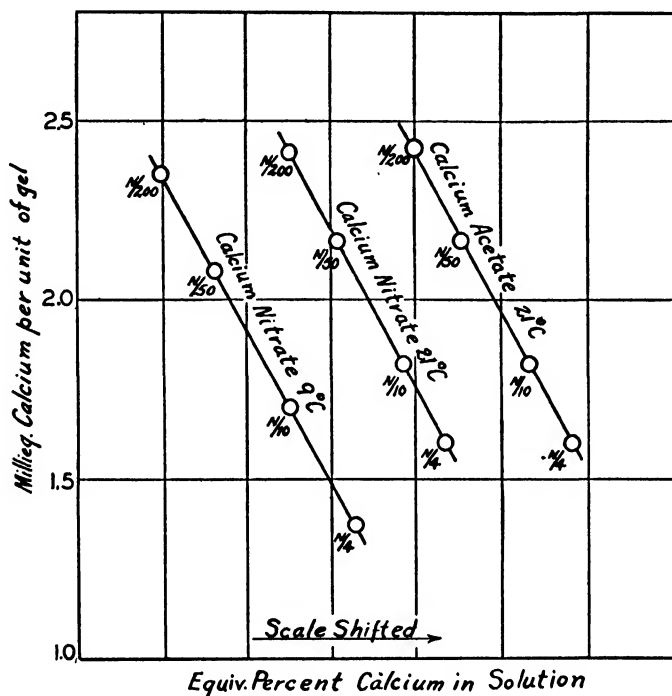 Millieq. Calcium per unit of gel
2.5
2.0
1.5
1.0
N/200
N/50
N/10
N/4
Calcium Nitrate 9°C
N/200
N/50
N/10
N/4
Calcium Nitrate 21°C
N/200
N/50
N/10
N/4
Calcium Acetate 21°C
Scale Shifted
Equiv. Percent Calcium in Solution